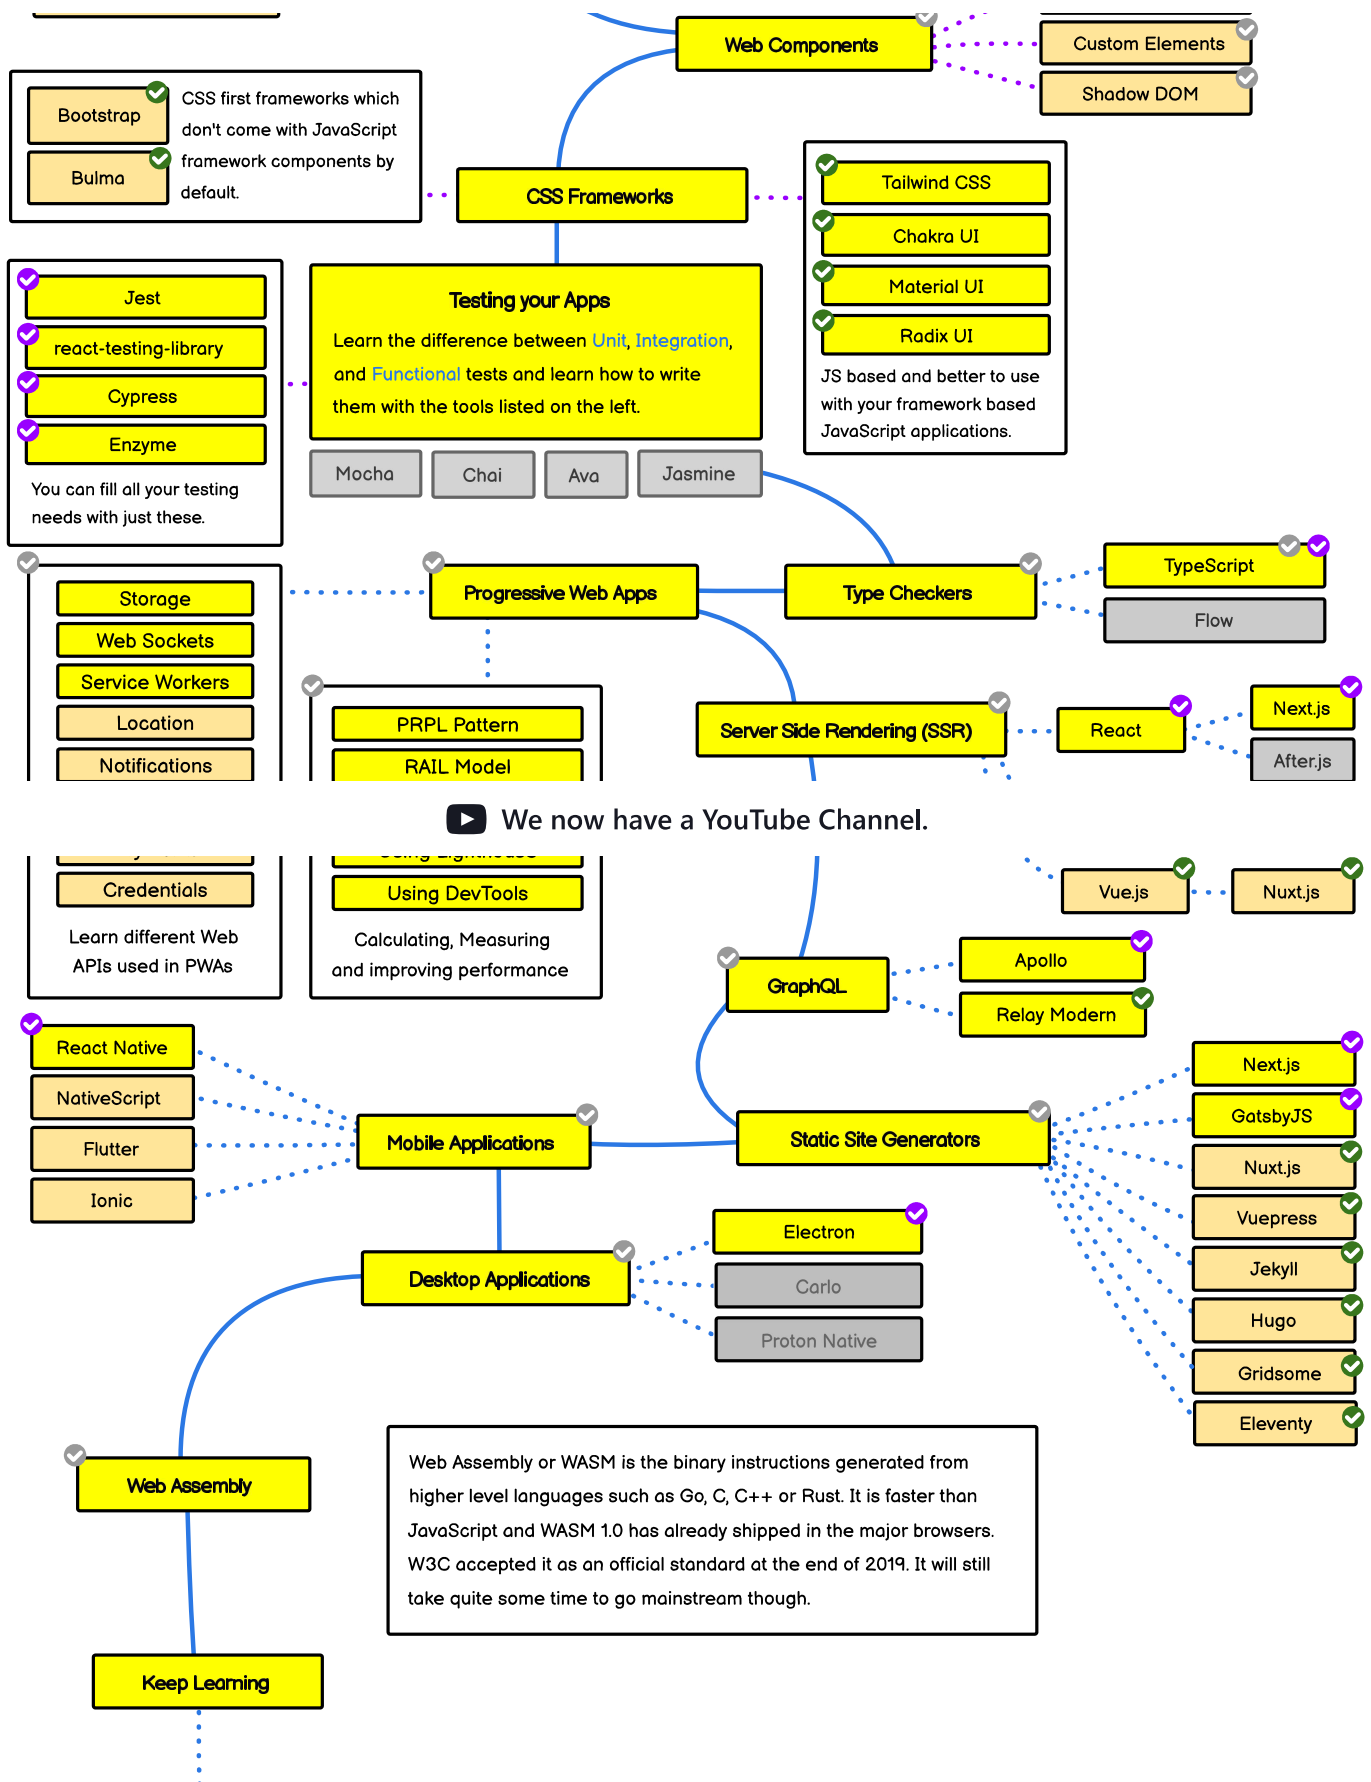 Web Components
Custom Elements
Shadow DOM
Bootstrap
Bulma
CSS first frameworks which
don't come with JavaScript
framework components by
default.
CSS Frameworks
Tailwind CSS
Chakra UI
Material UI
Radix UI
JS based and better to use
with your framework based
JavaScript applications.
Jest
react-testing-library
Cypress
Enzyme
You can fill all your testing
needs with just these.
Testing your Apps
Learn the difference between Unit, Integration,
and Functional tests and learn how to write
them with the tools listed on the left.
Mocha
Chai
Ava
Jasmine
Progressive Web Apps
Type Checkers
TypeScript
Flow
Storage
Web Sockets
Service Workers
Location
Notifications
PRPL Pattern
RAIL Model
Server Side Rendering (SSR)
React
Next.js
After.js
We now have a YouTube Channel.
Credentials
Learn different Web
APIs used in PWAs
Using Lighthouse
Using DevTools
Calculating, Measuring
and improving performance
Vue.js
Nuxt.js
GraphQL
Apollo
Relay Modern
React Native
NativeScript
Flutter
Ionic
Mobile Applications
Static Site Generators
Next.js
GatsbyJS
Nuxt.js
Vuepress
Jekyll
Hugo
Gridsome
Eleventy
Desktop Applications
Electron
Carlo
Proton Native
Web Assembly
Web Assembly or WASM is the binary instructions generated from
higher level languages such as Go, C, C++ or Rust. It is faster than
JavaScript and WASM 1.0 has already shipped in the major browsers.
W3C accepted it as an official standard at the end of 2019. It will still
take quite some time to go mainstream though.
Keep Learning